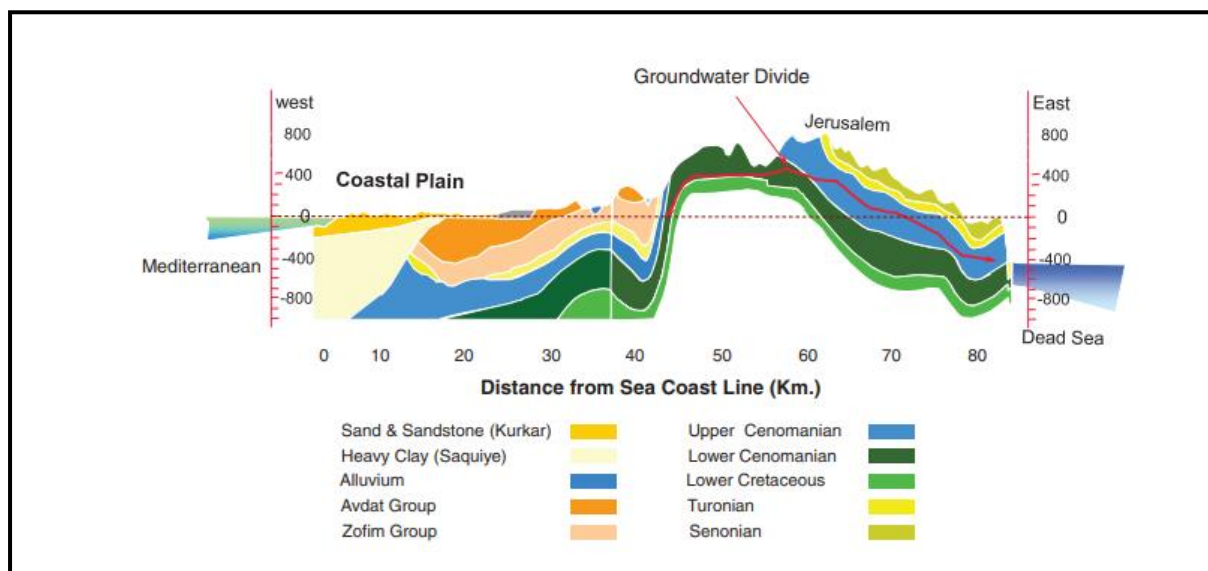 Groundwater Divide
west
East
Jerusalem
800
800
400
400
Coastal Plain
0
0
Mediterranean
-400
-400
-800
-800
Dead Sea
0 10 20 30 40 50 60 70 80
Distance from Sea Coast Line (Km.)
Sand & Sandstone (Kurkar)
Heavy Clay (Saquiye)
Alluvium
Avdat Group
Zofim Group
Upper Cenomanian
Lower Cenomanian
Lower Cretaceous
Turonian
Senonian